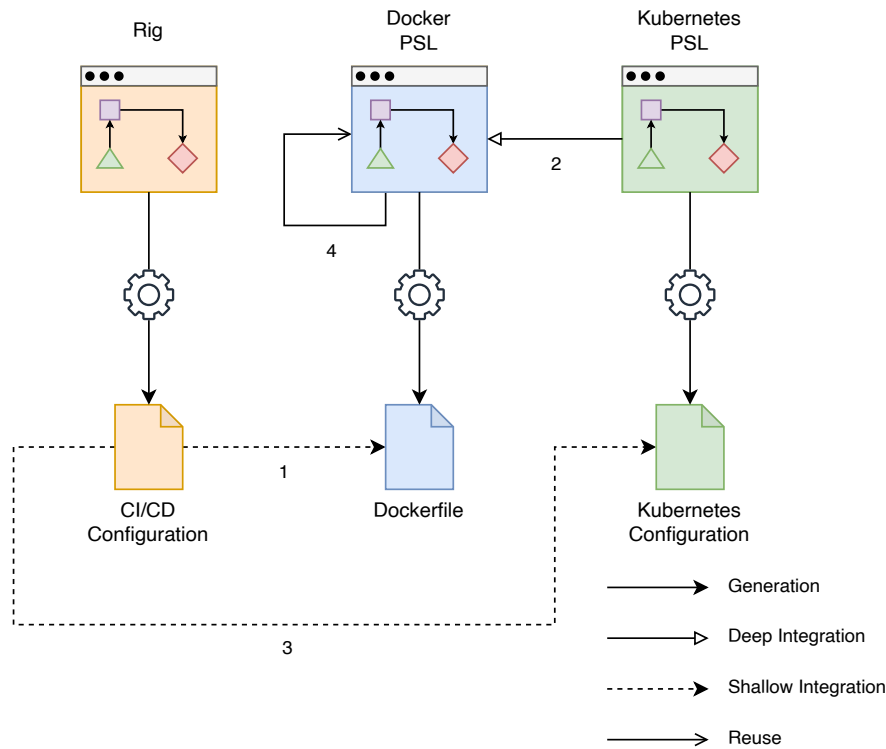 Rig
Docker
PSL
Kubernetes
PSL
2
4
1
CI/CD
Configuration
Dockerfile
Kubernetes
Configuration
3
Generation
Deep Integration
Shallow Integration
Reuse